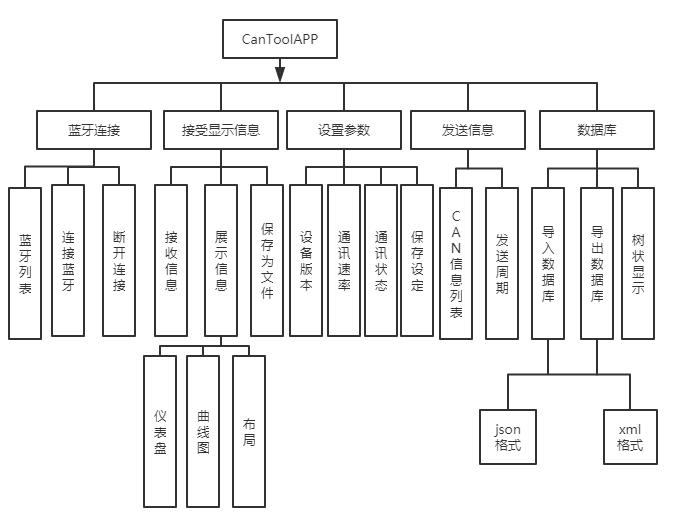 CanToolAPP
蓝牙连接
接受显示信息
设置参数
发送信息
数据库
蓝牙列表
连接蓝牙
断开连接
接收信息
展示信息
保存为文件
设备版本
通讯速率
通讯状态
保存设定
CAN信息列表
发送周期
导入数据库
导出数据库
树状显示
仪表盘
曲线图
布局
json
格式
xml
格式